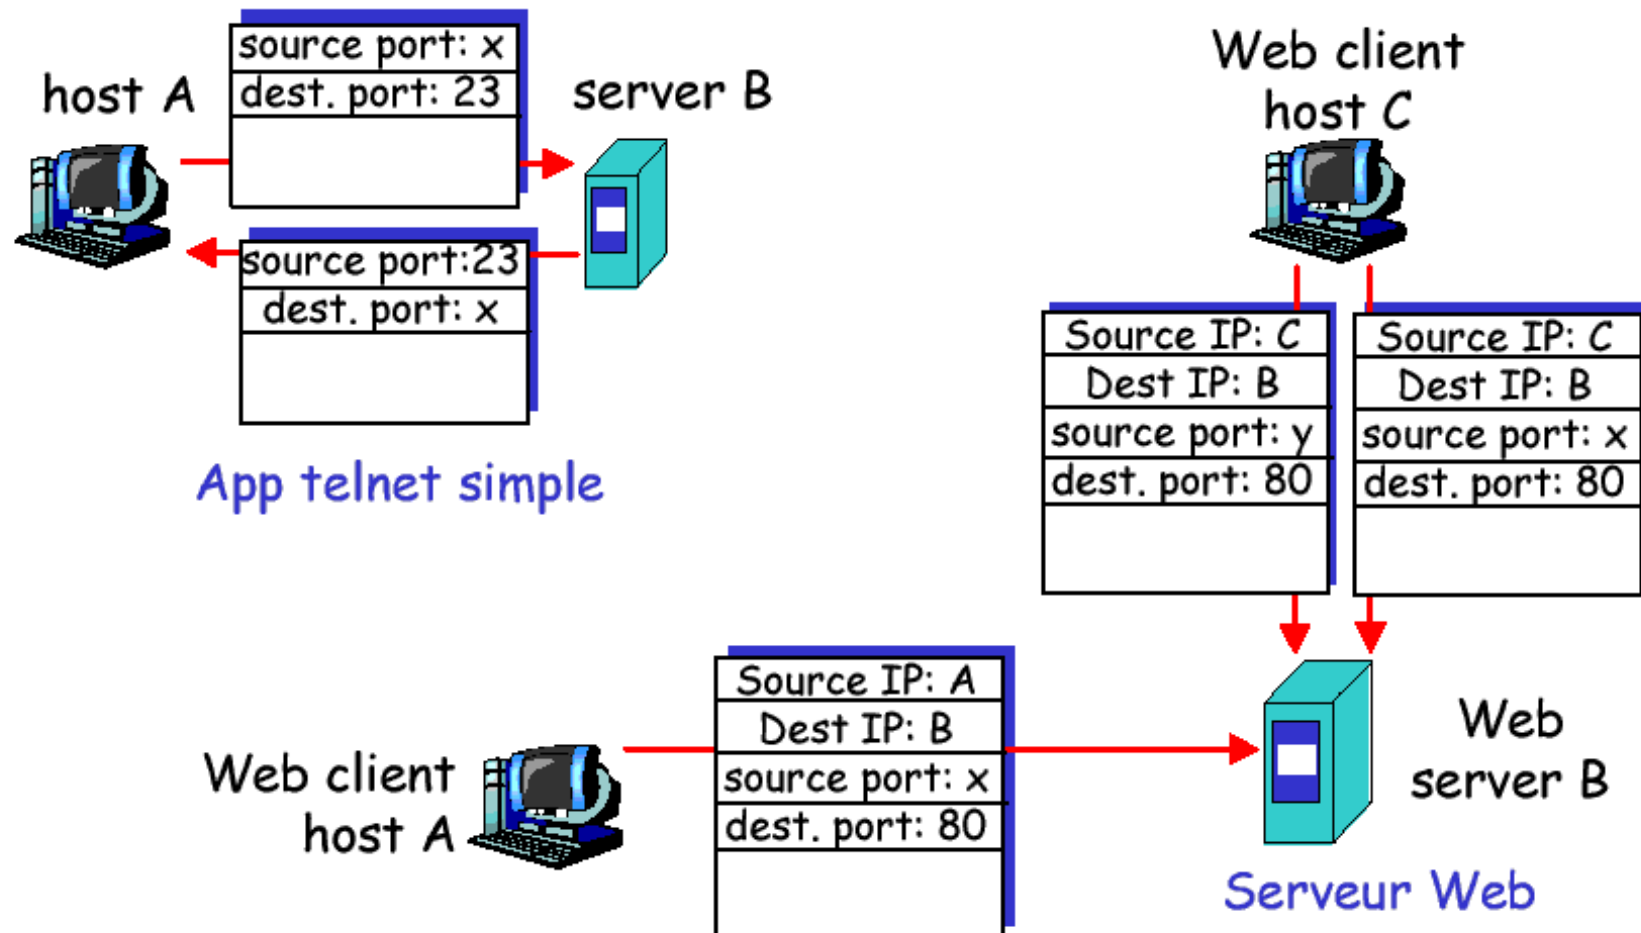 host A
source port: x
dest. port: 23
server B
source port:23
dest. port: x
App telnet simple
Web client
host C
Source IP: C
Dest IP: B
source port: y
dest. port: 80
Source IP: C
Dest IP: B
source port: x
dest. port: 80
Web client
host A
Source IP: A
Dest IP: B
source port: x
dest. port: 80
Web
server B
Serveur Web